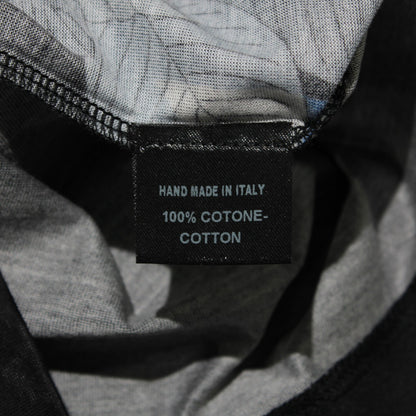 HAND MADE IN ITALY
100% COTONE-
COTTON